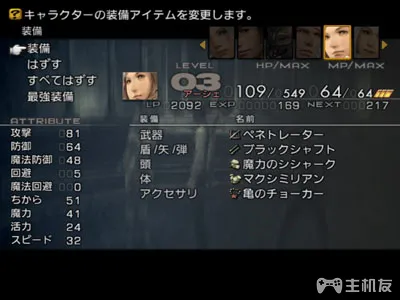 キャラクターの装備アイテムを変更します。
装備
装備
はずす
すべてはずす
最強装備
LEVEL HP/MAX MP/MAX
03 109/549 64/64
アーシェ
LP 2092 EXP 00000169 NEXT 000217
ATTRIBUTE 装備 名前
攻撃 081 武器 ペネトレーター
防御 064 盾/矢/弾 ブラックシャフト
魔法防御 048 頭 魔力のシシャーク
回避 005 体 マクシミリアン
魔法回避 000 アクセサリ 亀のチョーカー
ちから 51
魔力 41
活力 24
スピード 32
主机友